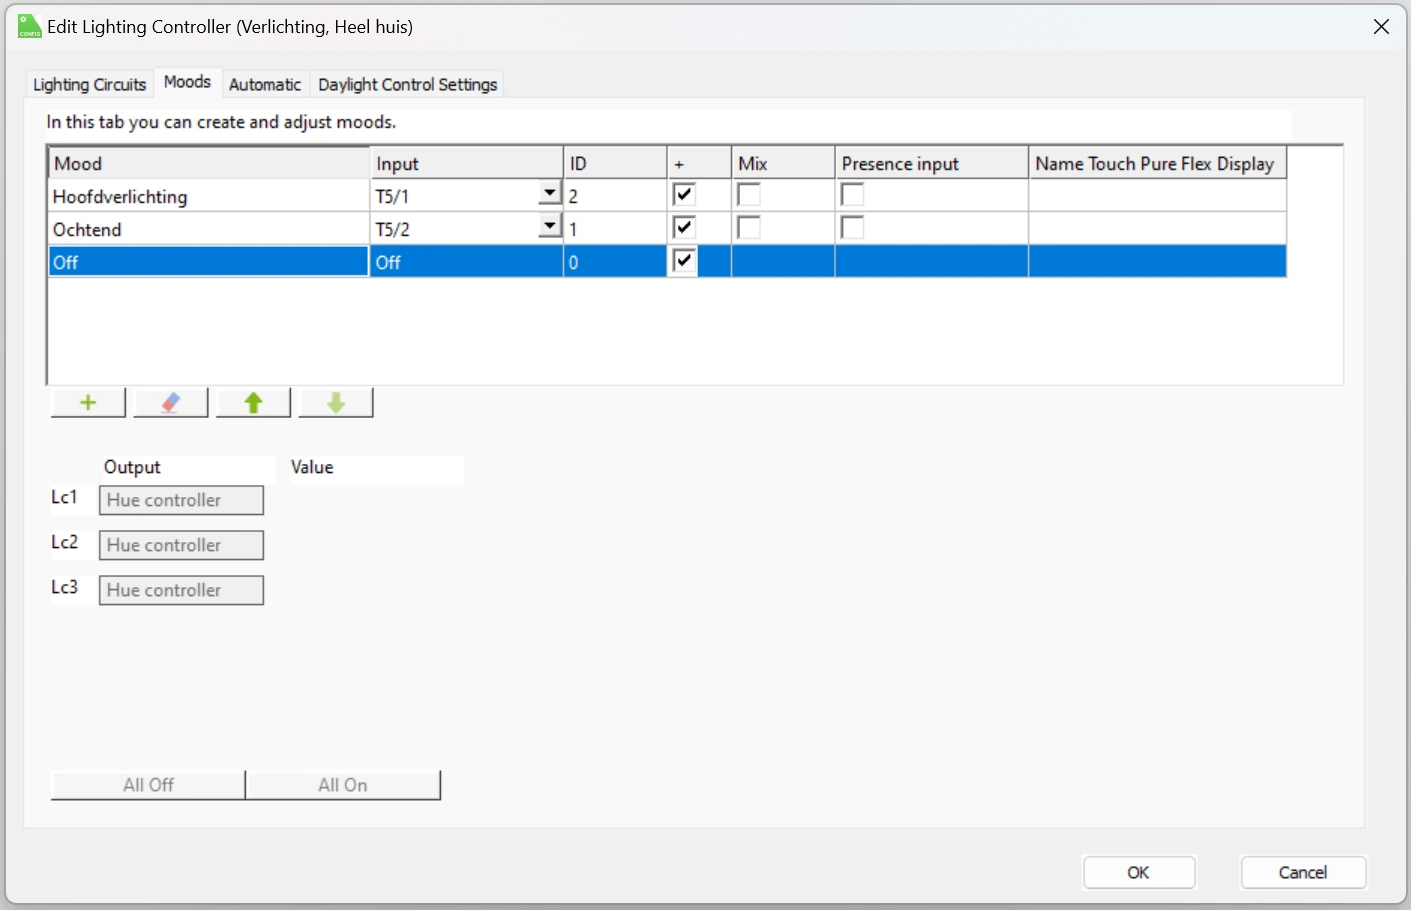 CONFIG Edit Lighting Controller (Verlichting, Heel huis)
Lighting Circuits Moods Automatic Daylight Control Settings
In this tab you can create and adjust moods.
Mood Input ID + Mix Presence input Name Touch Pure Flex Display
Hoofdverlichting T5/1 2
Ochtend T5/2 1
Off Off 0
Output Value
Lc1 Hue controller
Lc2 Hue controller
Lc3 Hue controller
All Off All On
OK Cancel